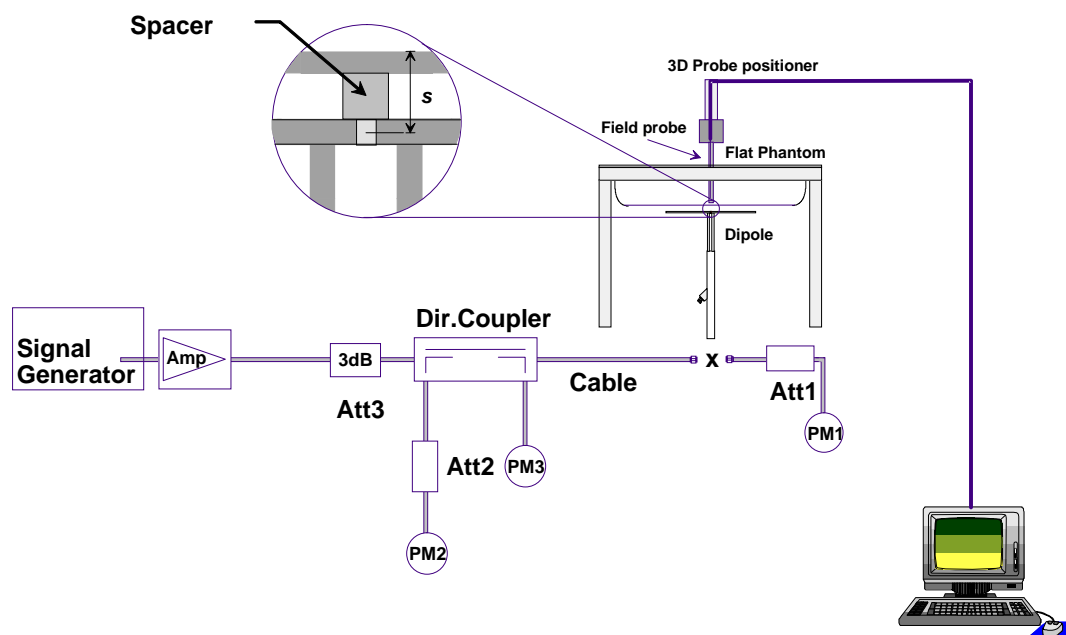 Spacer
s
3D Probe positioner
Field probe
Flat Phantom
Dipole
Dir.Coupler
Signal
Generator
Amp
3dB
Att3
Cable
x
Att1
PM1
Att2
PM3
PM2